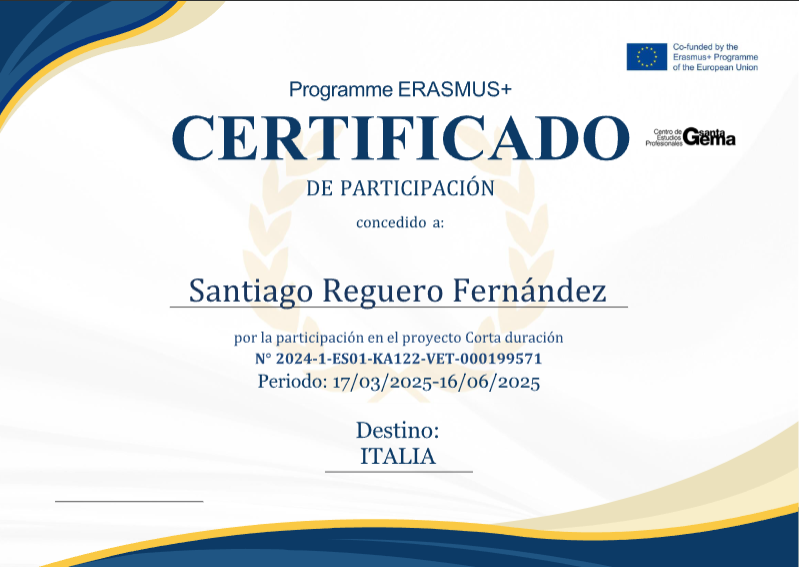 Co-funded by the
Erasmus+ Programme
of the European Union
Programme ERASMUS+
CERTIFICADO
Centro de
Estudios
Profesionales
santa
Gema
DE PARTICIPACIÓN
concedido a:
Santiago Reguero Fernández
por la participación en el proyecto Corta duración
N° 2024-1-ES01-KA122-VET-000199571
Periodo: 17/03/2025-16/06/2025
Destino:
ITALIA